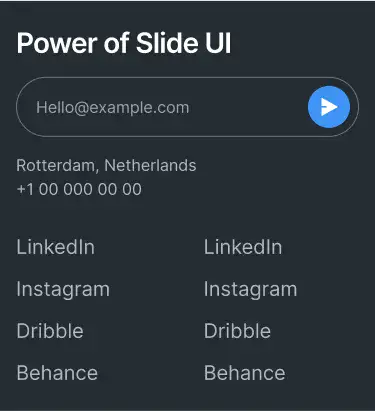 Power of Slide UI
Hello@example.com
Rotterdam, Netherlands
+1 00 000 00 00
LinkedIn LinkedIn
Instagram Instagram
Dribble Dribble
Behance Behance